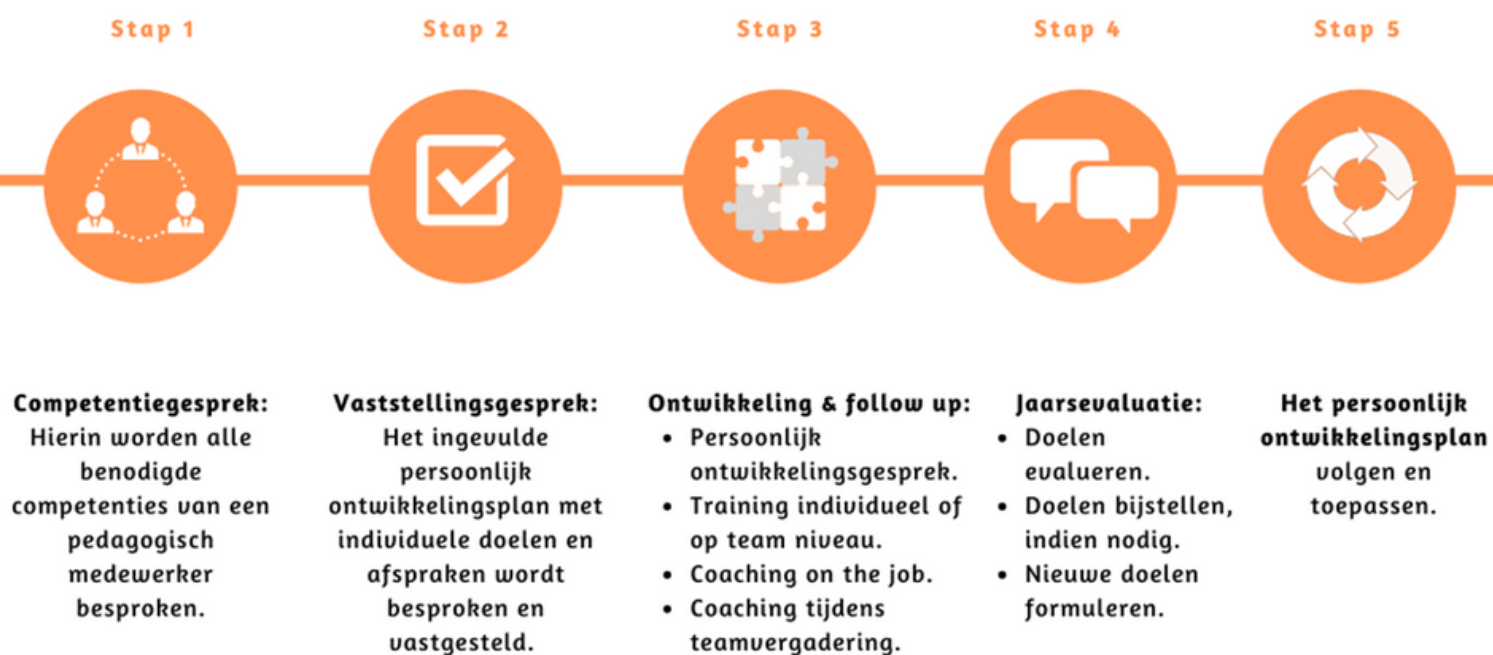 Stap 1
Stap 2
Stap 3
Stap 4
Stap 5
Competentiegesprek:
Hierin worden alle
benodigde
competenties van een
pedagogisch
medewerker
besproken.
Vaststellingsgesprek:
Het ingevulde
persoonlijk
ontwikkelingsplan met
individuele doelen en
afspraken wordt
besproken en
vastgesteld.
Ontwikkeling & follow up:
• Persoonlijk
ontwikkelingsgesprek.
• Training individueel of
op team niveau.
• Coaching on the job.
• Coaching tijdens
teamvergadering.
Jaarsevaluatie:
• Doelen
evalueren.
• Doelen bijstellen,
indien nodig.
• Nieuwe doelen
formuleren.
Het persoonlijk
ontwikkelingsplan
volgen en
toepassen.